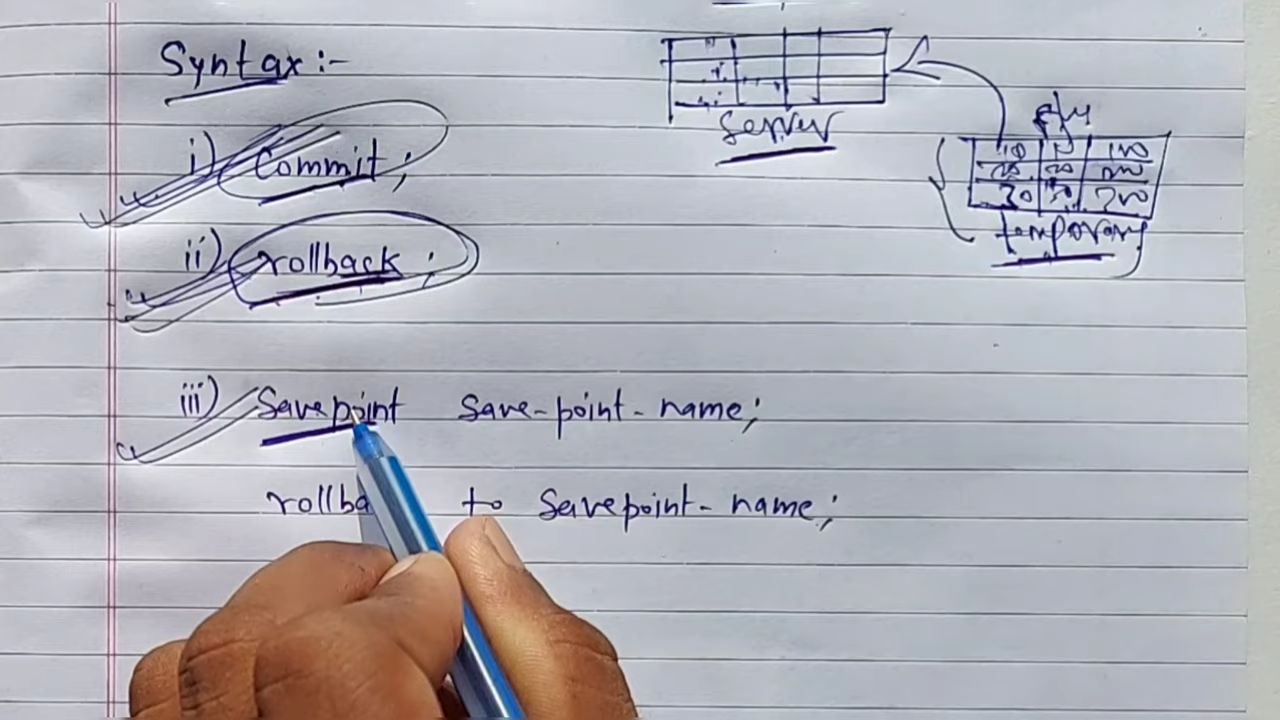 Syntax:-
i) Commit;
ii) rollback;
iii) Savepoint Save-point-name;
rollba to Savepoint-name;
Server
temporary